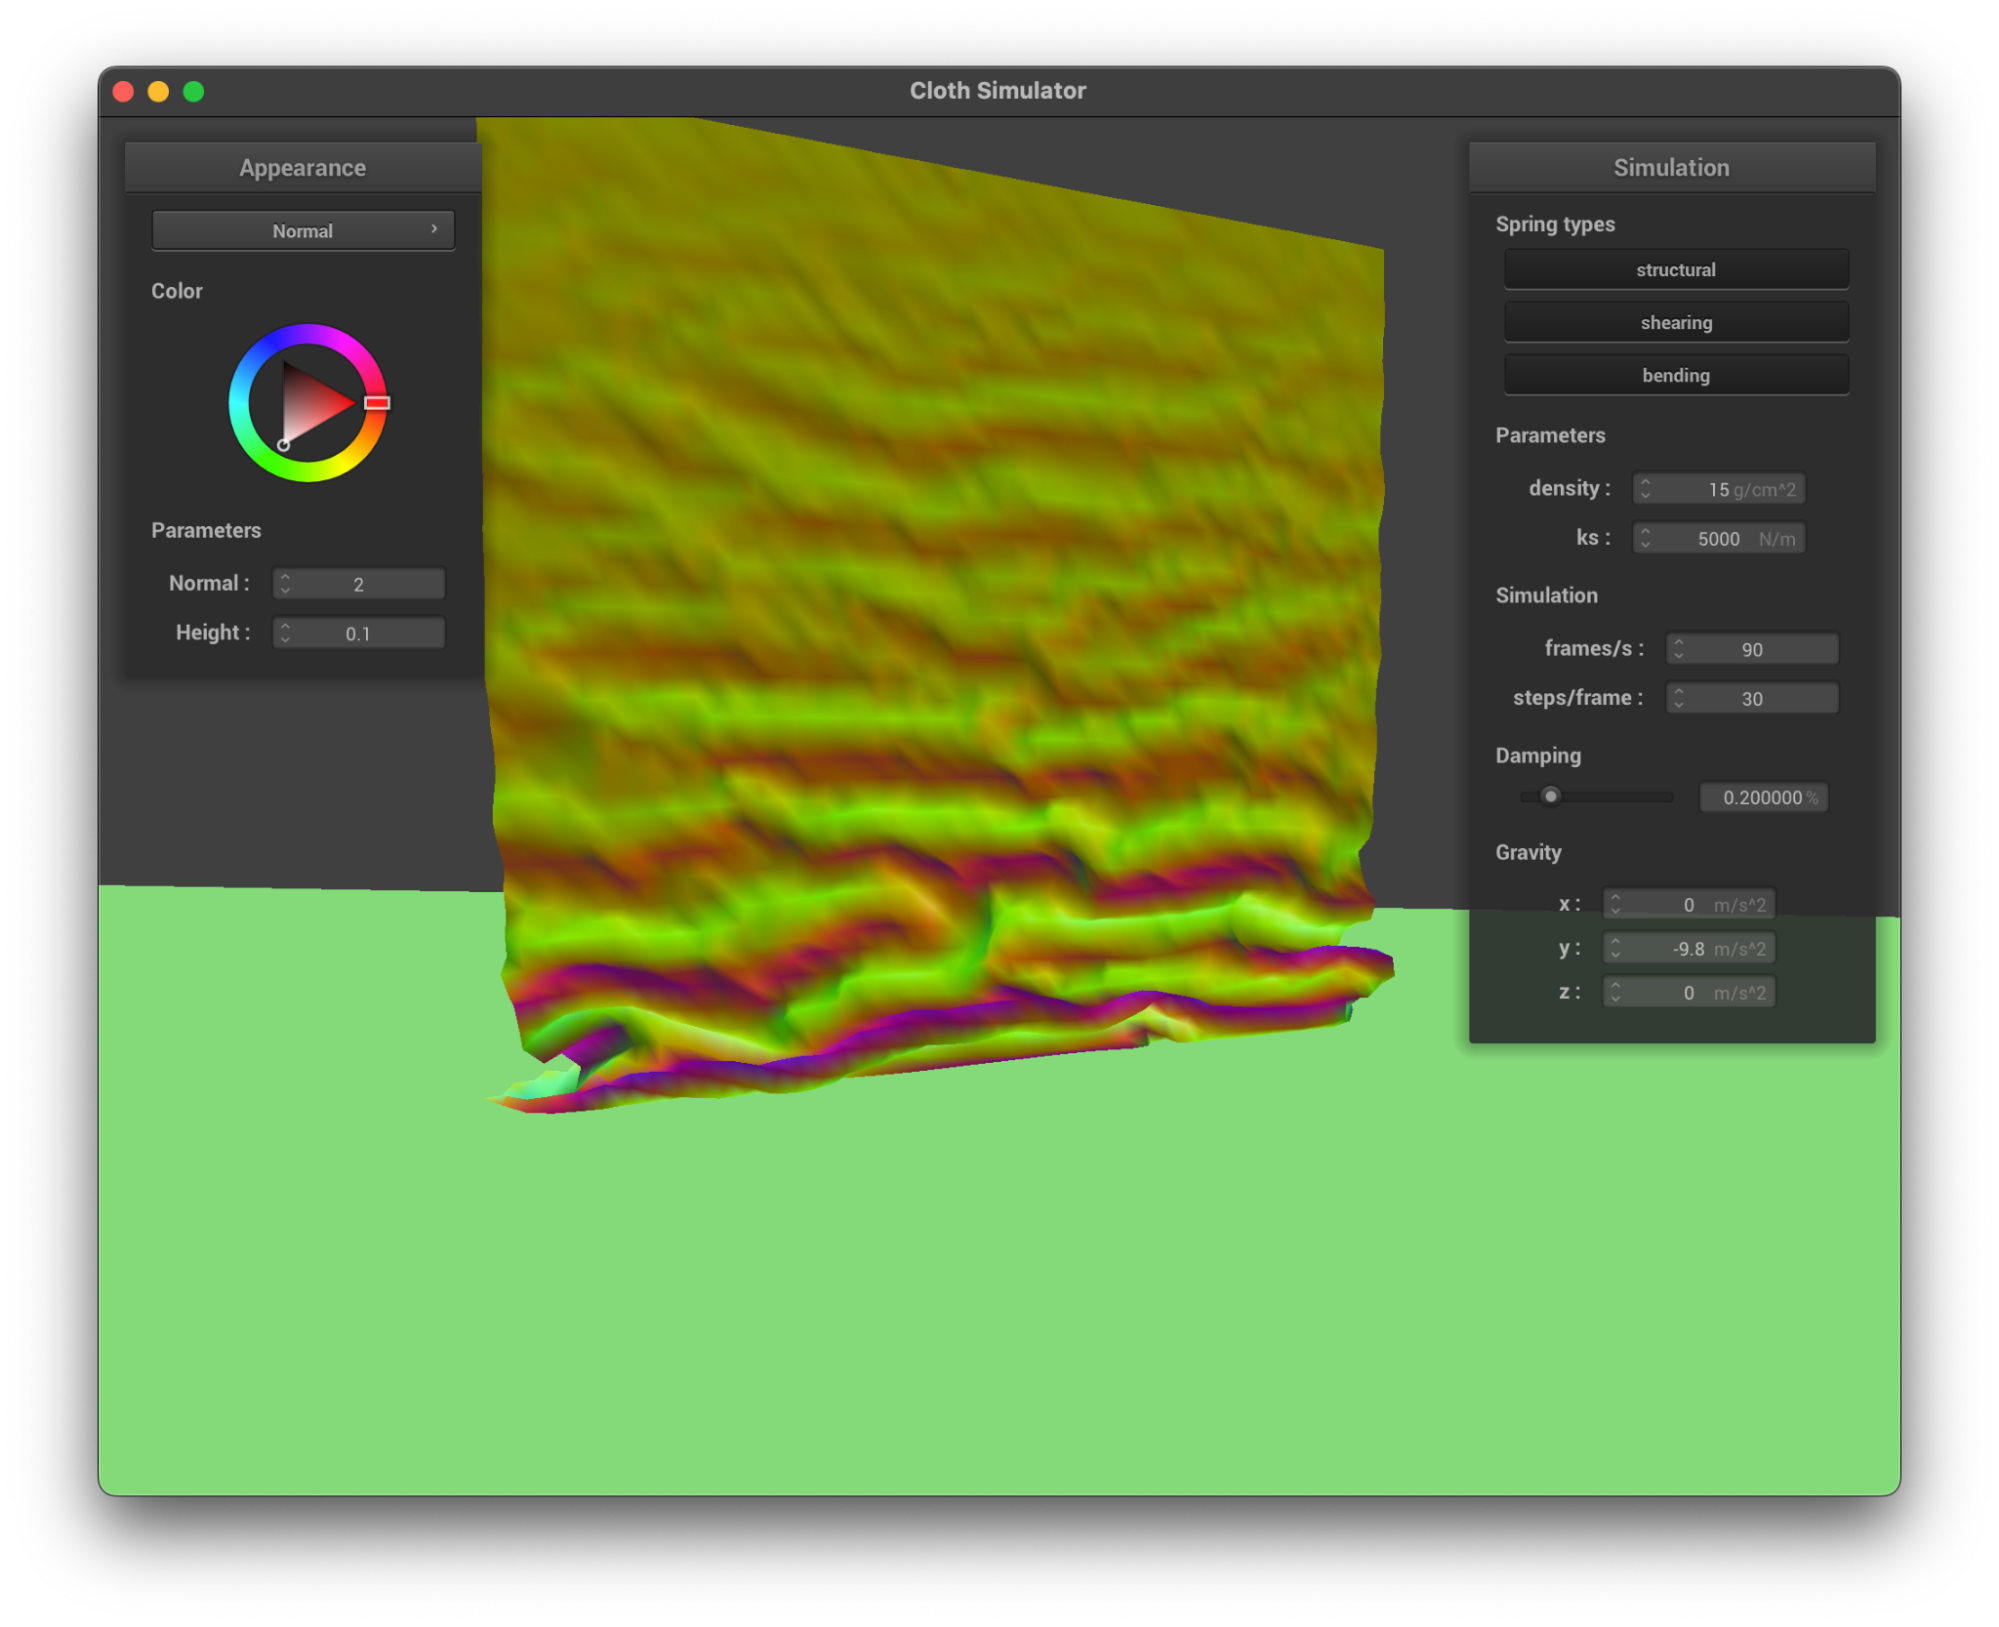 Cloth Simulator
Appearance
Normal
Color
Parameters
Normal : 2
Height : 0.1
Simulation
Spring types
structural
shearing
bending
Parameters
density : 15 g/cm^2
ks : 5000 N/m
Simulation
frames/s : 90
steps/frame : 30
Damping
0.200000 %
Gravity
x : 0 m/s^2
y : -9.8 m/s^2
z : 0 m/s^2